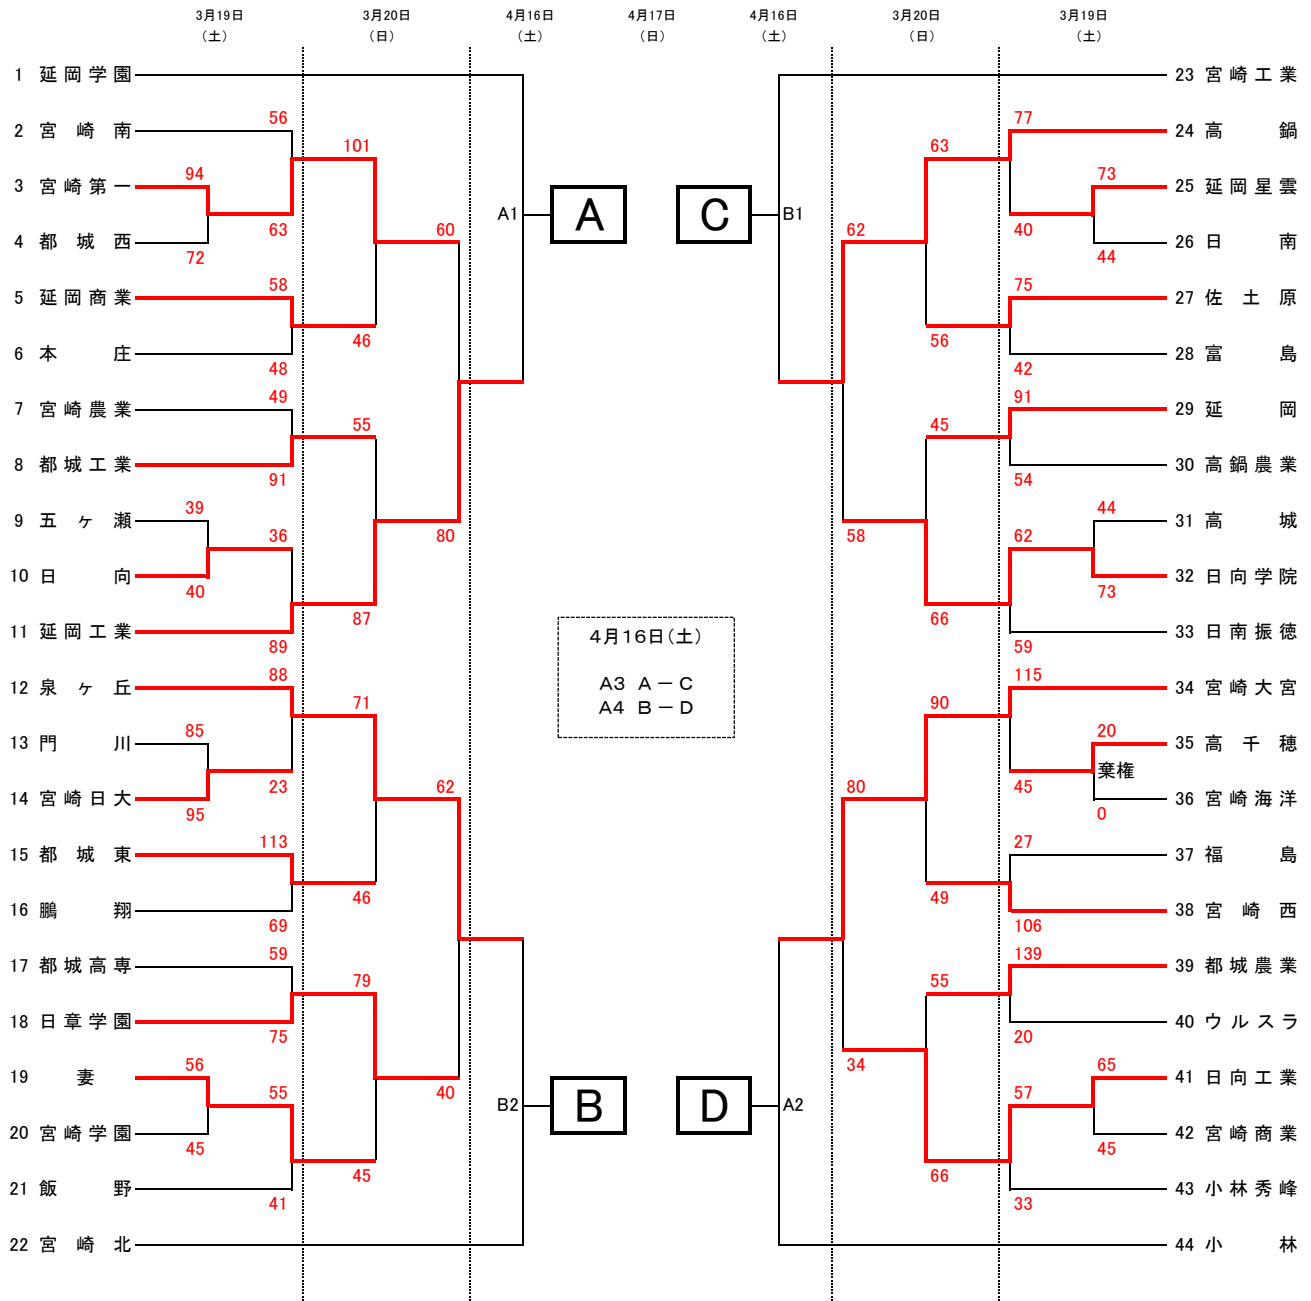 3月19日 3月20日 4月16日 4月17日 4月16日 3月20日 3月19日
（土） （日） （土） （日） （土） （日） （土）
1 延岡学園
56
2 宮崎南
101
94
3 宮崎第一
63
60
4 都城西
72
58
5 延岡商業
46
6 本庄
48
49
7 宮崎農業
55
8 都城工業
91
39
9 五ヶ瀬
36
80
10 日向
40
87
11 延岡工業
89
88
12 泉ヶ丘
71
85
13 門川
23
62
14 宮崎日大
95
113
15 都城東
46
16 鵬翔
69
59
17 都城高専
79
18 日章学園
75
56
19 妻
55
40
20 宮崎学園
45
45
21 飯野
41
22 宮崎北
A1 A
B2 B
4月16日（土）
A3 A－C
A4 B－D
C B1
D A2
23 宮崎工業
77
24 高鍋
63
73
25 延岡星雲
40
62
26 日南
44
75
27 佐土原
56
28 富島
42
91
29 延岡
45
30 高鍋農業
54
44
31 高城
62
58
32 日向学院
73
66
33 日南振徳
59
115
34 宮崎大宮
90
20
35 高千穂
棄権
45
80
36 宮崎海洋
0
27
37 福島
49
38 宮崎西
106
139
39 都城農業
55
40 ウルスラ
20
65
41 日向工業
57
34
42 宮崎商業
45
66
43 小林秀峰
33
44 小林